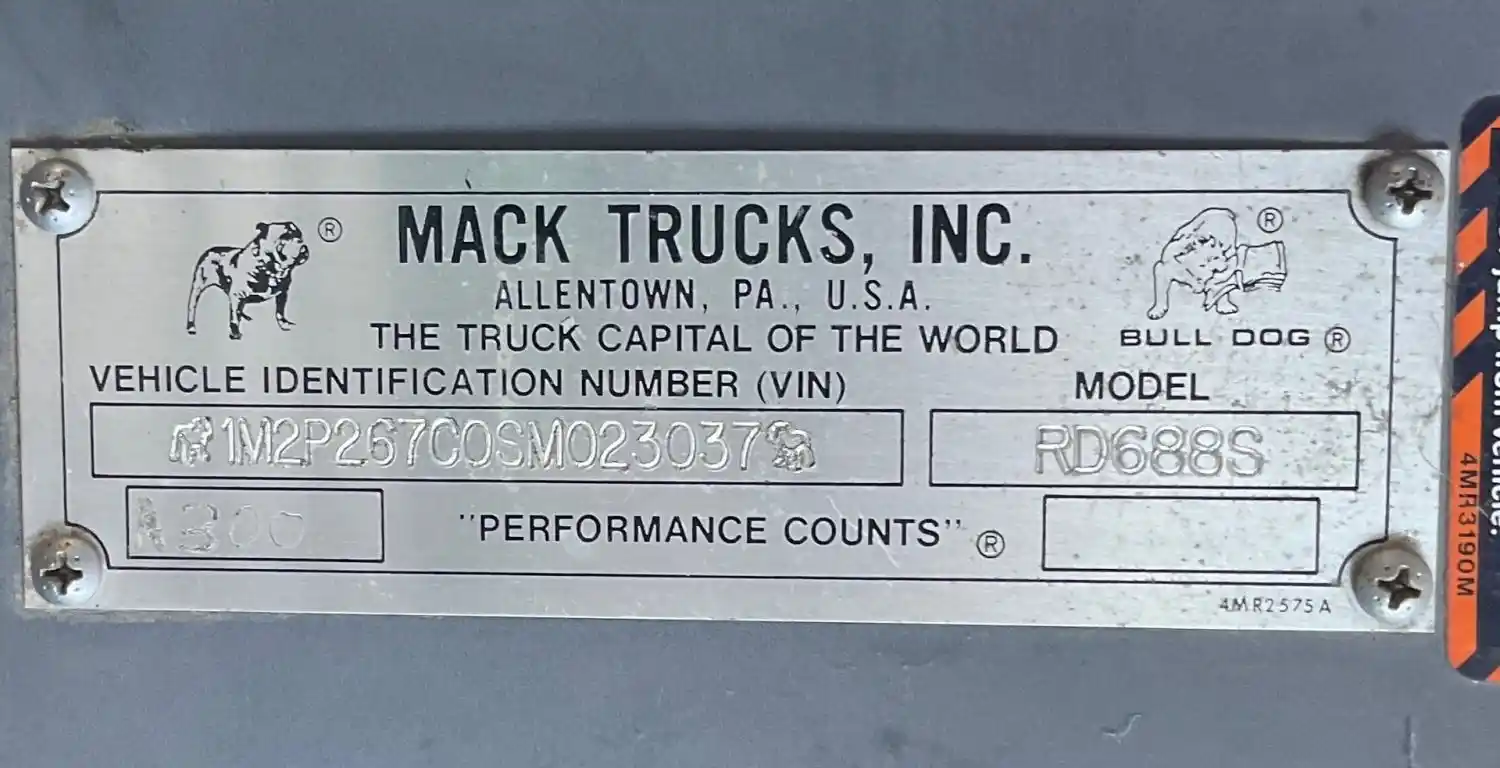 MACK TRUCKS, INC.
ALLENTOWN, PA., U.S.A.
THE TRUCK CAPITAL OF THE WORLD
BULL DOG ®
®
®
VEHICLE IDENTIFICATION NUMBER (VIN)
MODEL
1M2P267C0SM023037
RD688S
"PERFORMANCE COUNTS" ®
4MR2575A
vehicle.
4MR3190M